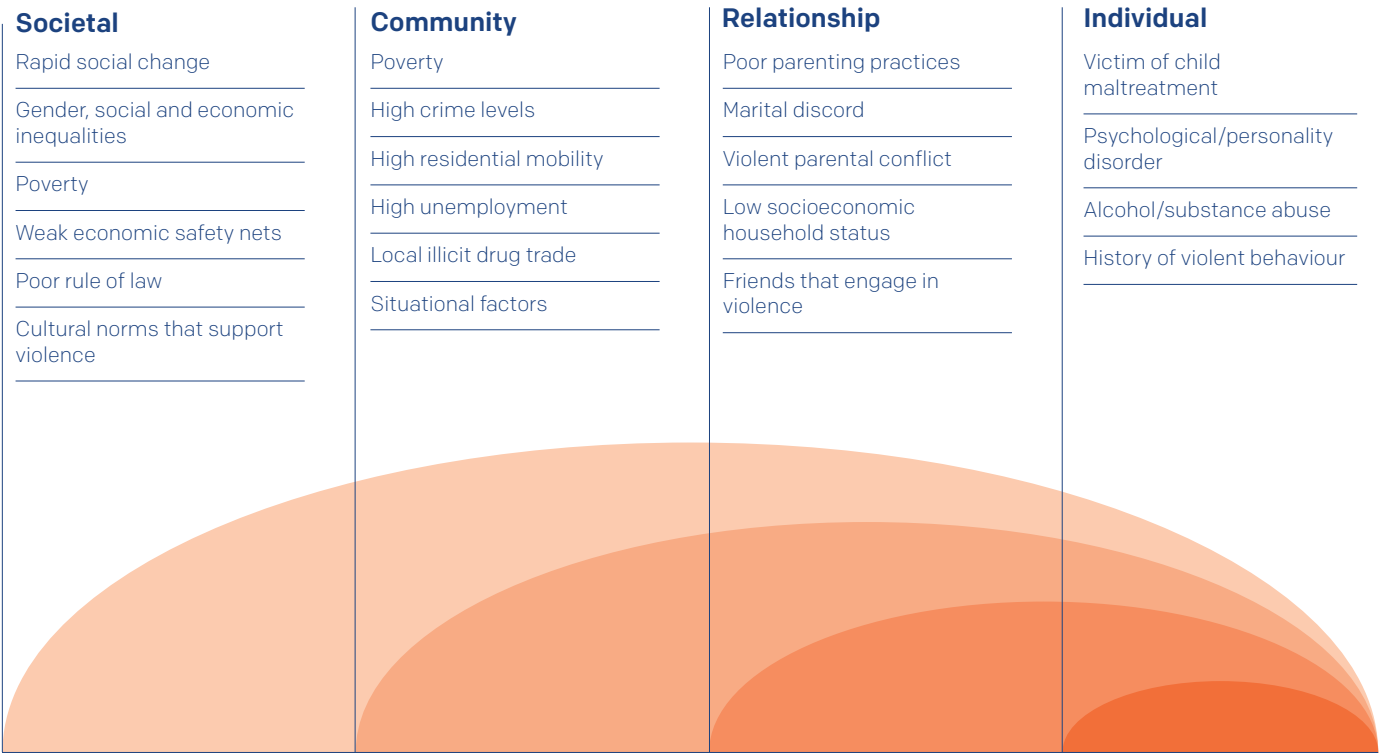 Societal
Rapid social change
Gender, social and economic
inequalities
Poverty
Weak economic safety nets
Poor rule of law
Cultural norms that support
violence
Community
Poverty
High crime levels
High residential mobility
High unemployment
Local illicit drug trade
Situational factors
Relationship
Poor parenting practices
Marital discord
Violent parental conflict
Low socioeconomic
household status
Friends that engage in
violence
Individual
Victim of child
maltreatment
Psychological/personality
disorder
Alcohol/substance abuse
History of violent behaviour